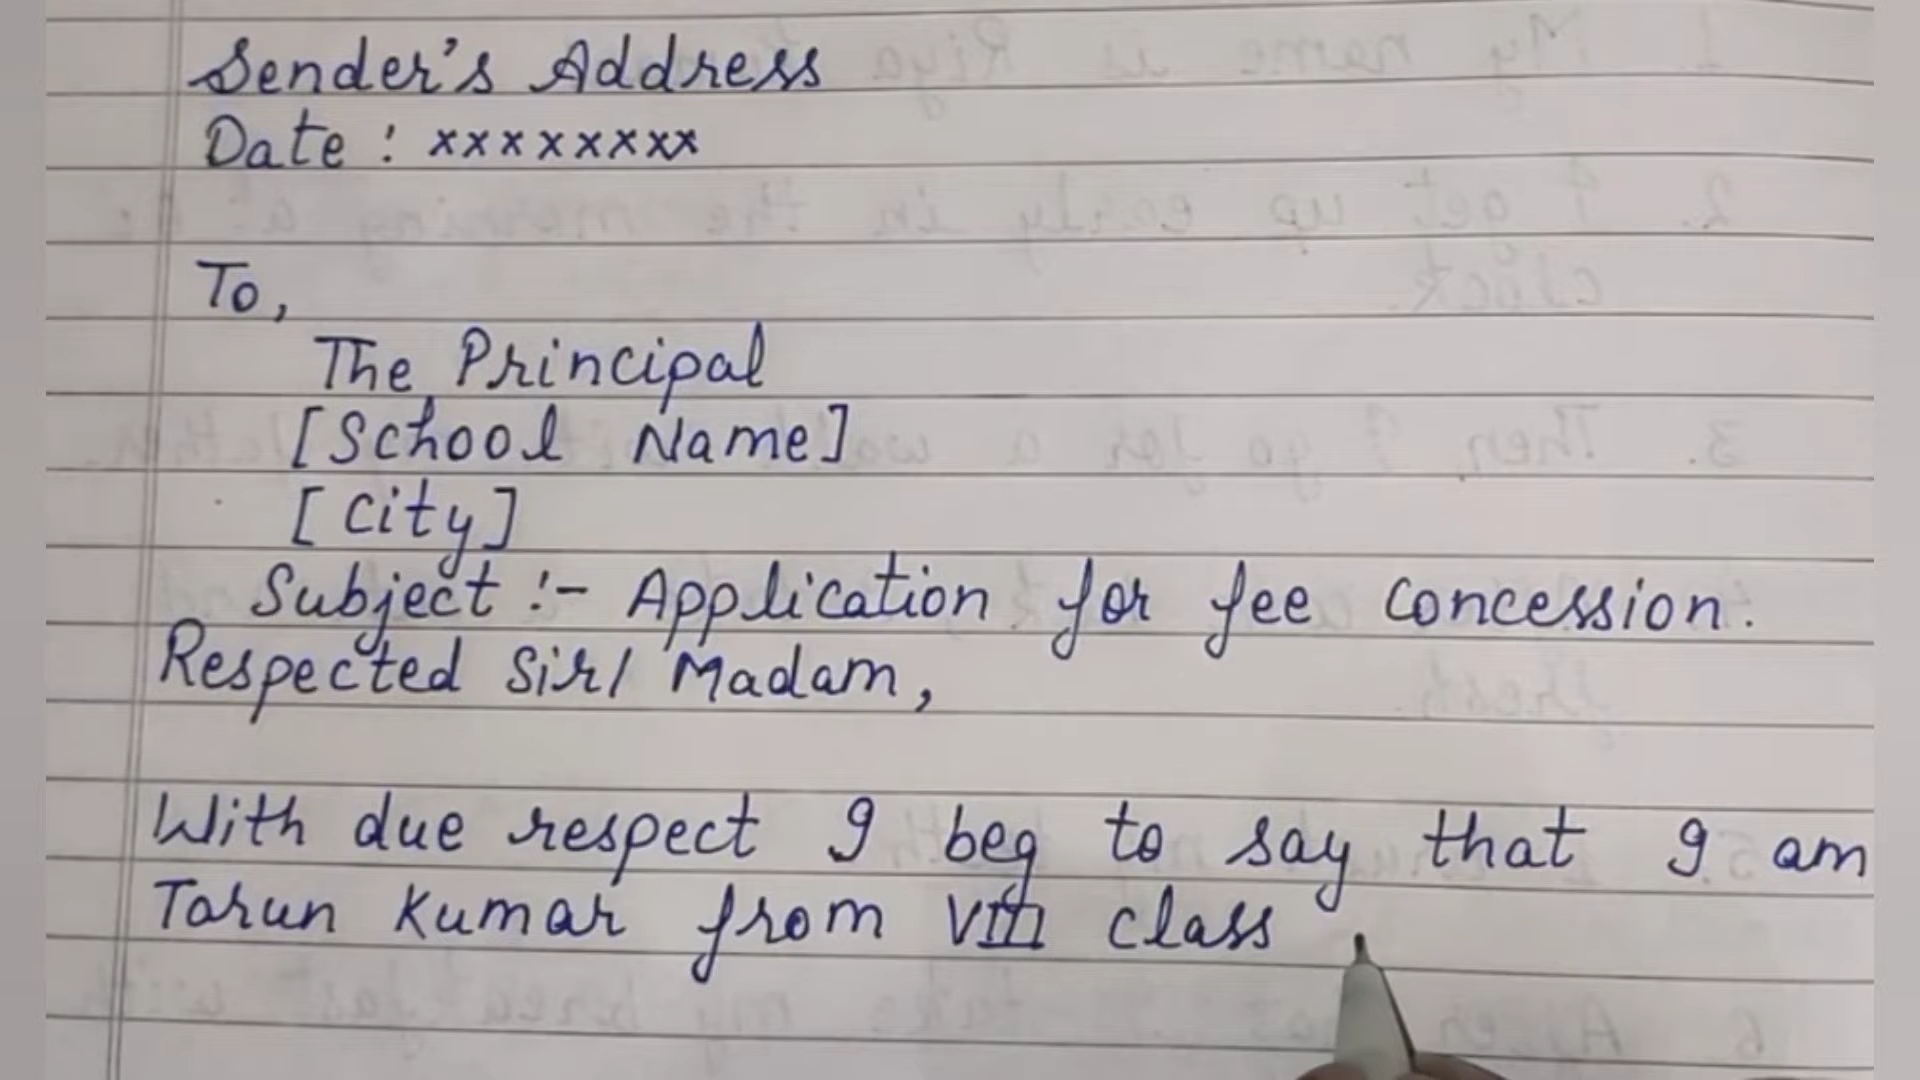 Sender's Address
Date : xxxxxxxx
To,
The Principal
[School Name]
[City]
Subject :- Application for fee concession.
Respected Sir/ Madam,
With due respect I beg to say that I am
Tarun Kumar from VIII class